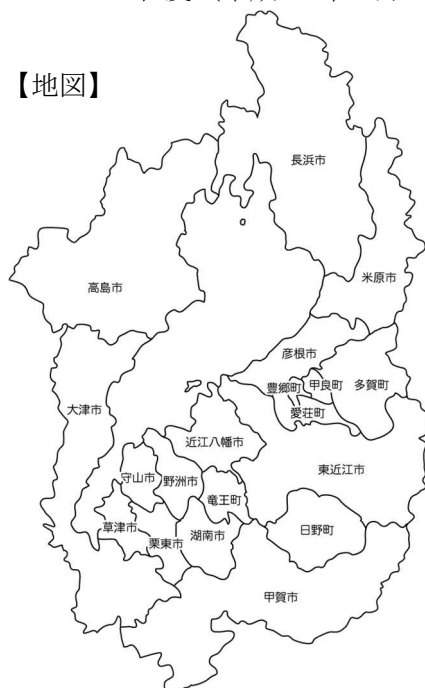 【地図】
長浜市
米原市
高島市
彦根市
豊郷町
甲良町
多賀町
愛荘町
大津市
近江八幡市
東近江市
守山市
野洲市
竜王町
日野町
草津市
栗東市
湖南市
甲賀市